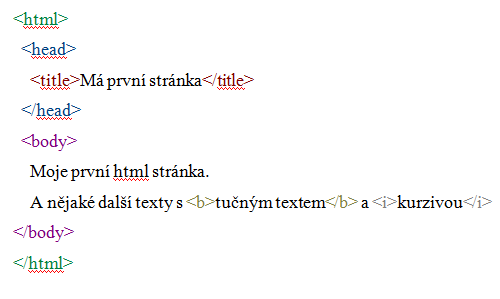 <html>
<head>
<title>Má první stránka</title>
</head>
<body>
Moje první html stránka.
A nějaké další texty s <b>tučným textem</b> a <i>kurzivou</i>
</body>
</html>